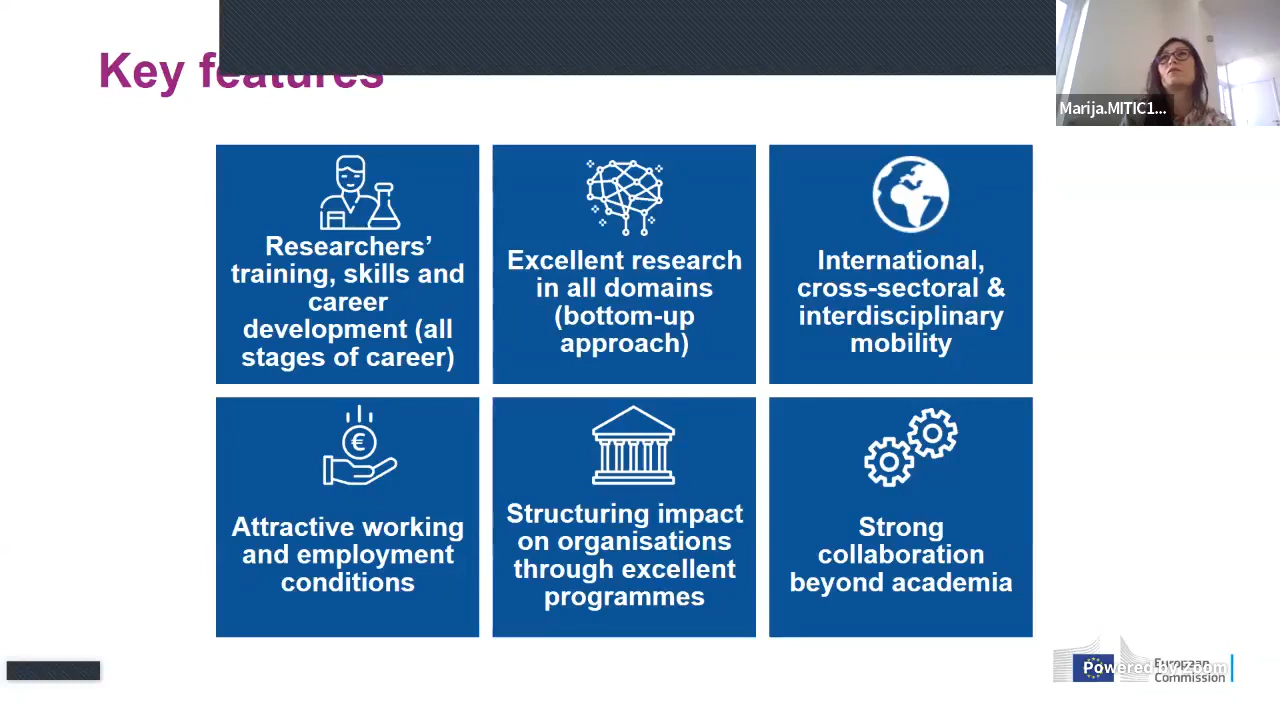 Key features
Marija.MITIC1...
Researchers’
training, skills and
career
development (all
stages of career)
Excellent research
in all domains
(bottom-up
approach)
International,
cross-sectoral &
interdisciplinary
mobility
€
Attractive working
and employment
conditions
Structuring impact
on organisations
through excellent
programmes
Strong
collaboration
beyond academia
Powered by Zoom
European
Commission